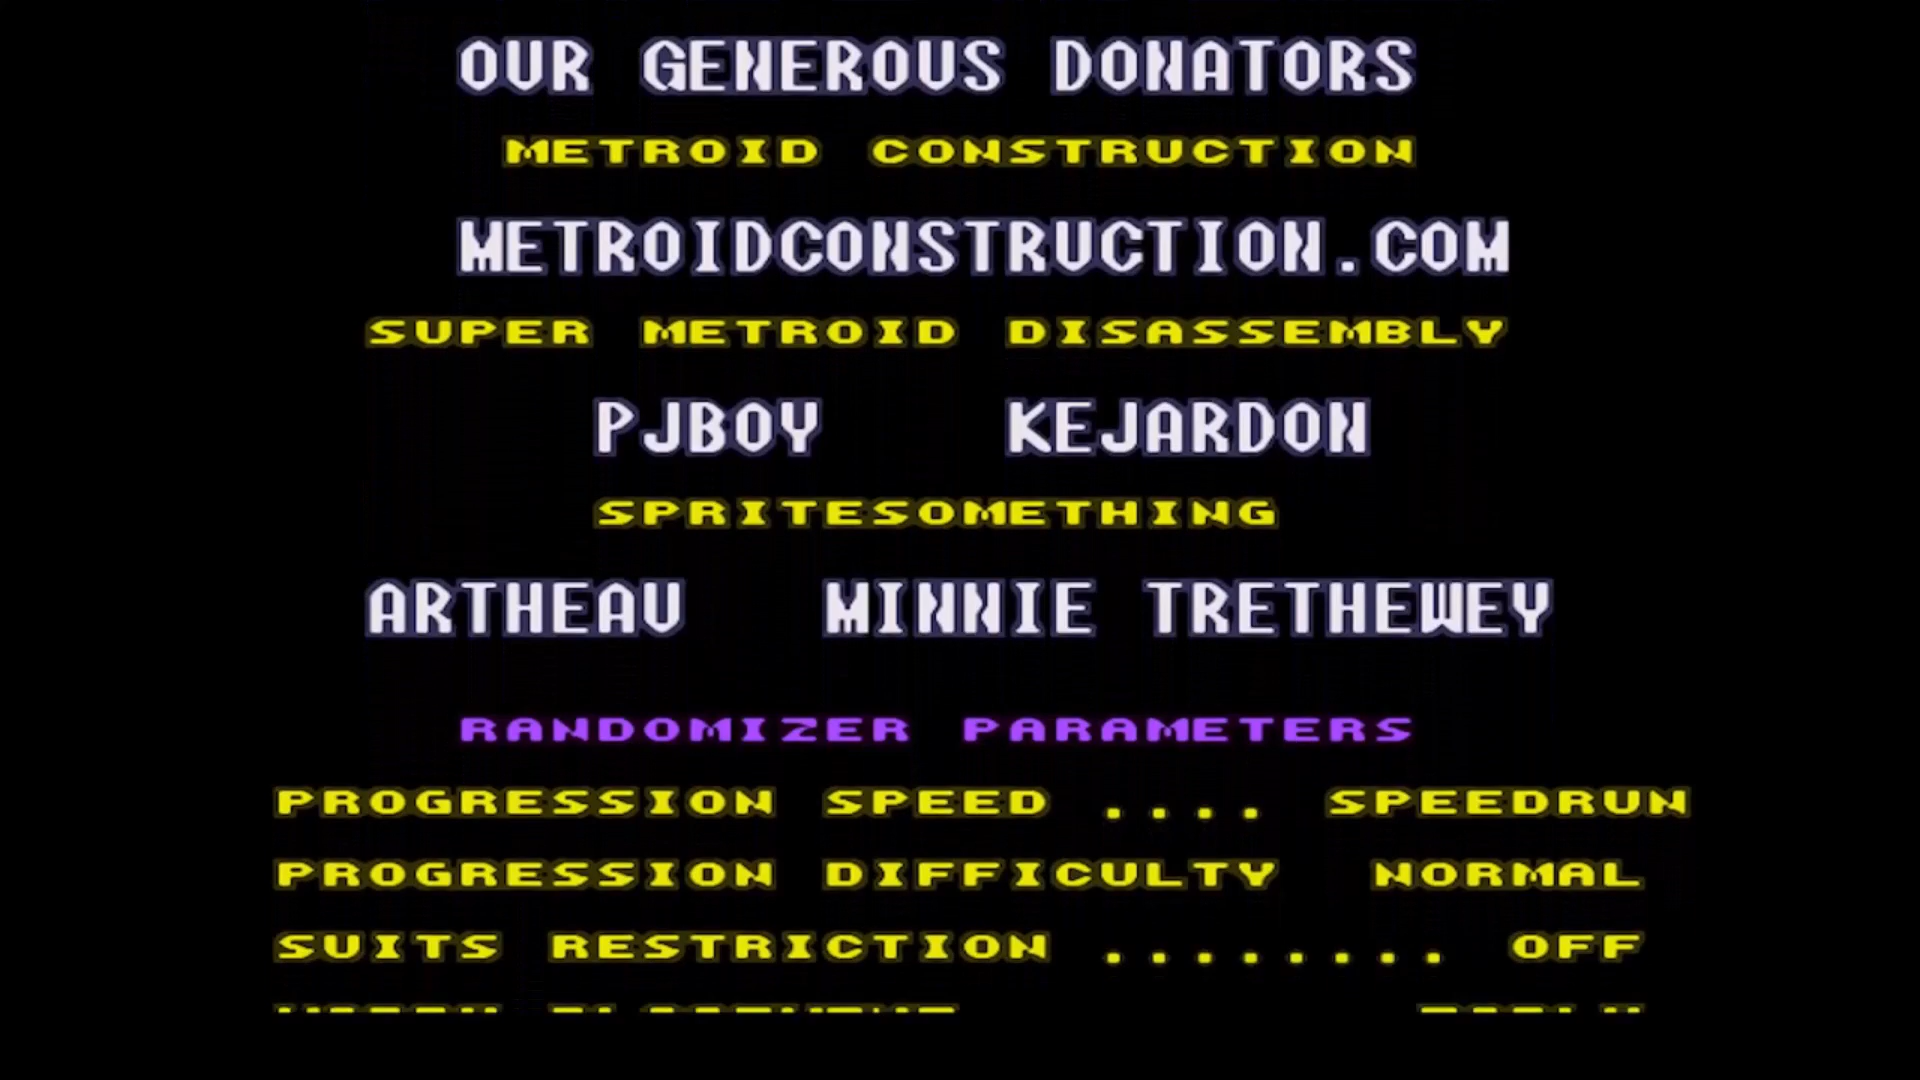 OUR GENEROUS DONATORS
METROID CONSTRUCTION
METROIDCONSTRUCTION.COM
SUPER METROID DISASSEMBLY
PJBOY KEJARDON
SPRITESOMETHING
ARTHEAU MINNIE TRETHEWEY
RANDOMIZER PARAMETERS
PROGRESSION SPEED .... SPEEDRUN
PROGRESSION DIFFICULTY NORMAL
SUITS RESTRICTION ........ OFF